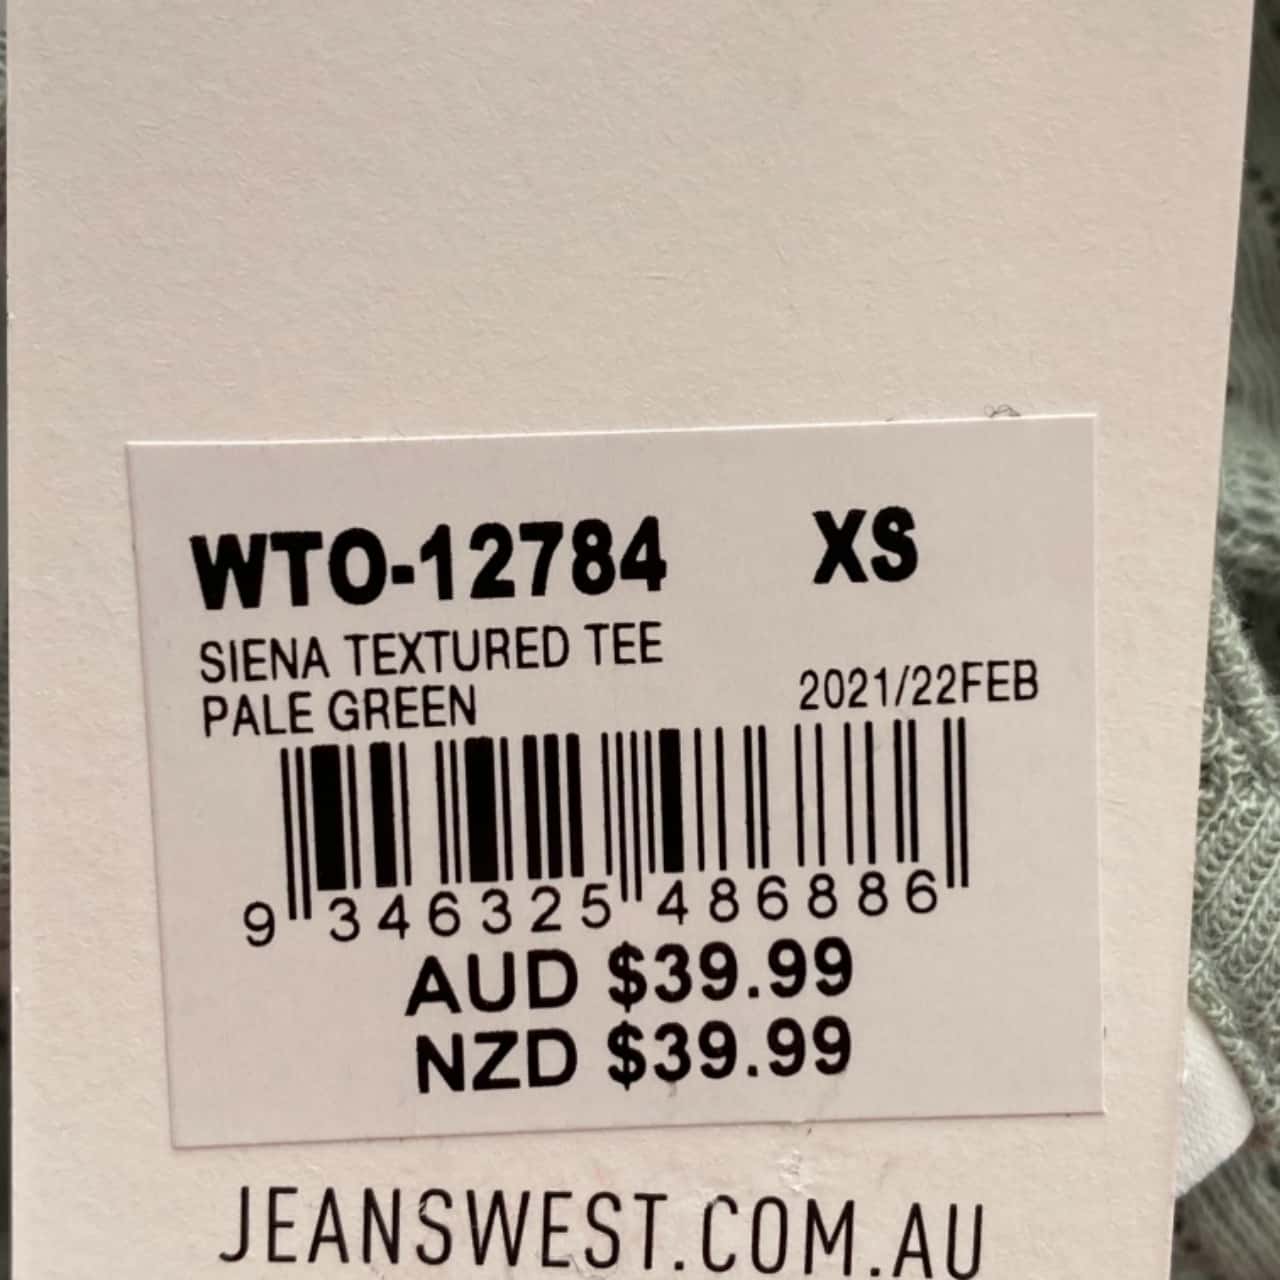 WTO-12784 XS
SIENA TEXTURED TEE
PALE GREEN 2021/22FEB
9 346325 486886
AUD $39.99
NZD $39.99
JEANSWEST.COM.AU